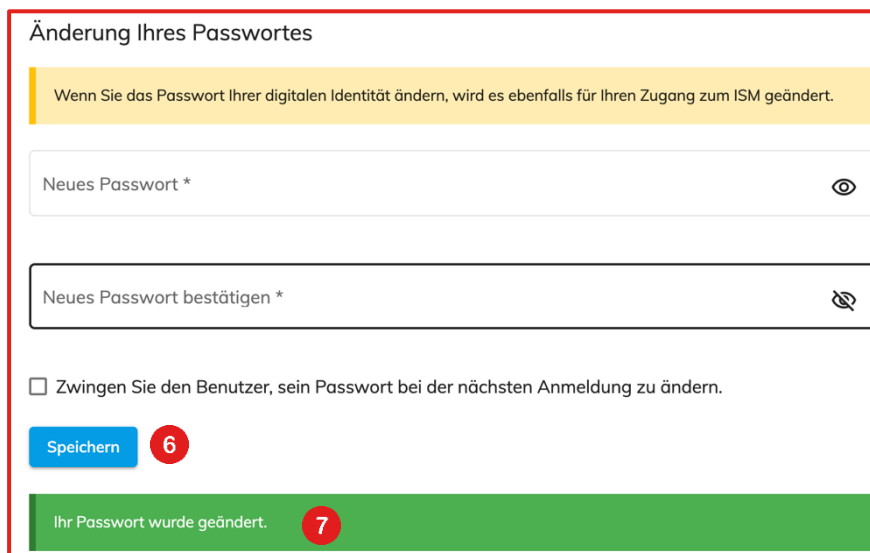 Änderung Ihres Passwortes
Wenn Sie das Passwort Ihrer digitalen Identität ändern, wird es ebenfalls für Ihren Zugang zum ISM geändert.
Neues Passwort *
Neues Passwort bestätigen *
Zwingen Sie den Benutzer, sein Passwort bei der nächsten Anmeldung zu ändern.
Speichern 6
Ihr Passwort wurde geändert. 7